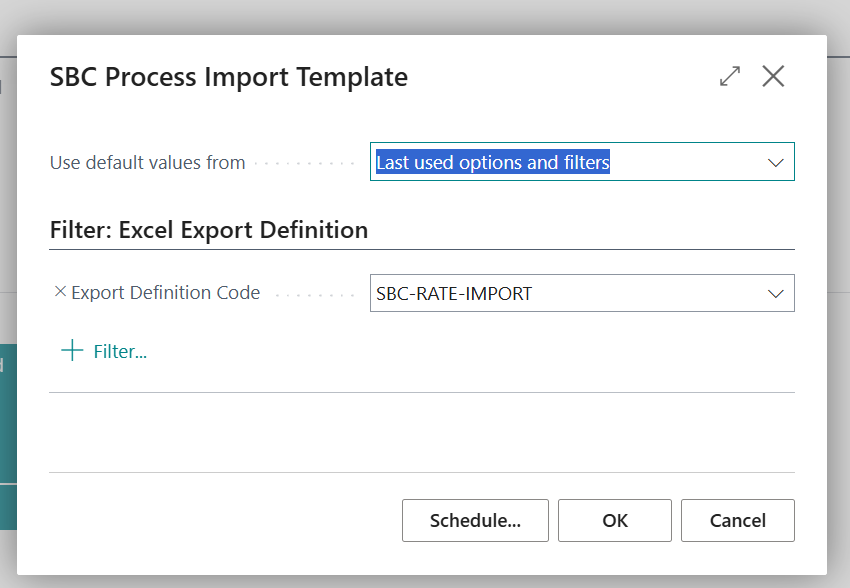 SBC Process Import Template
Use default values from
Last used options and filters
Filter: Excel Export Definition
Export Definition Code
SBC-RATE-IMPORT
Filter...
Schedule...
OK
Cancel